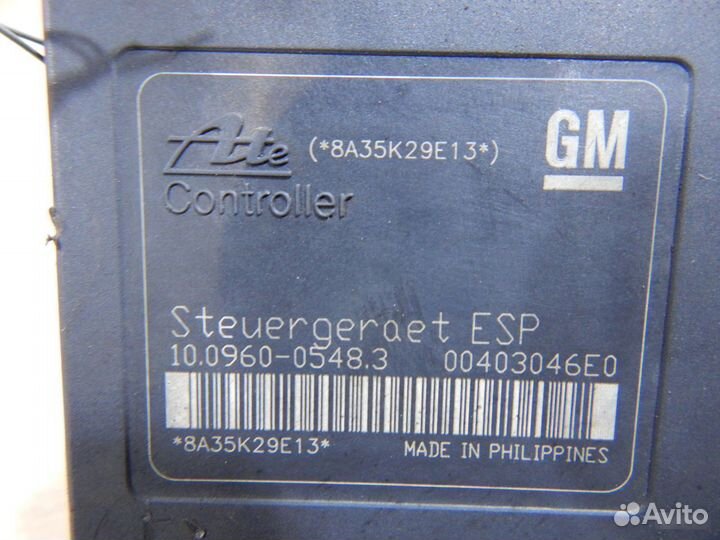 Ate (*8A35K29E13*) GM
Controller
Steuergeraet ESP
10.0960-0548.3 00403046E0
*8A35K29E13* MADE IN PHILIPPINES
Avito